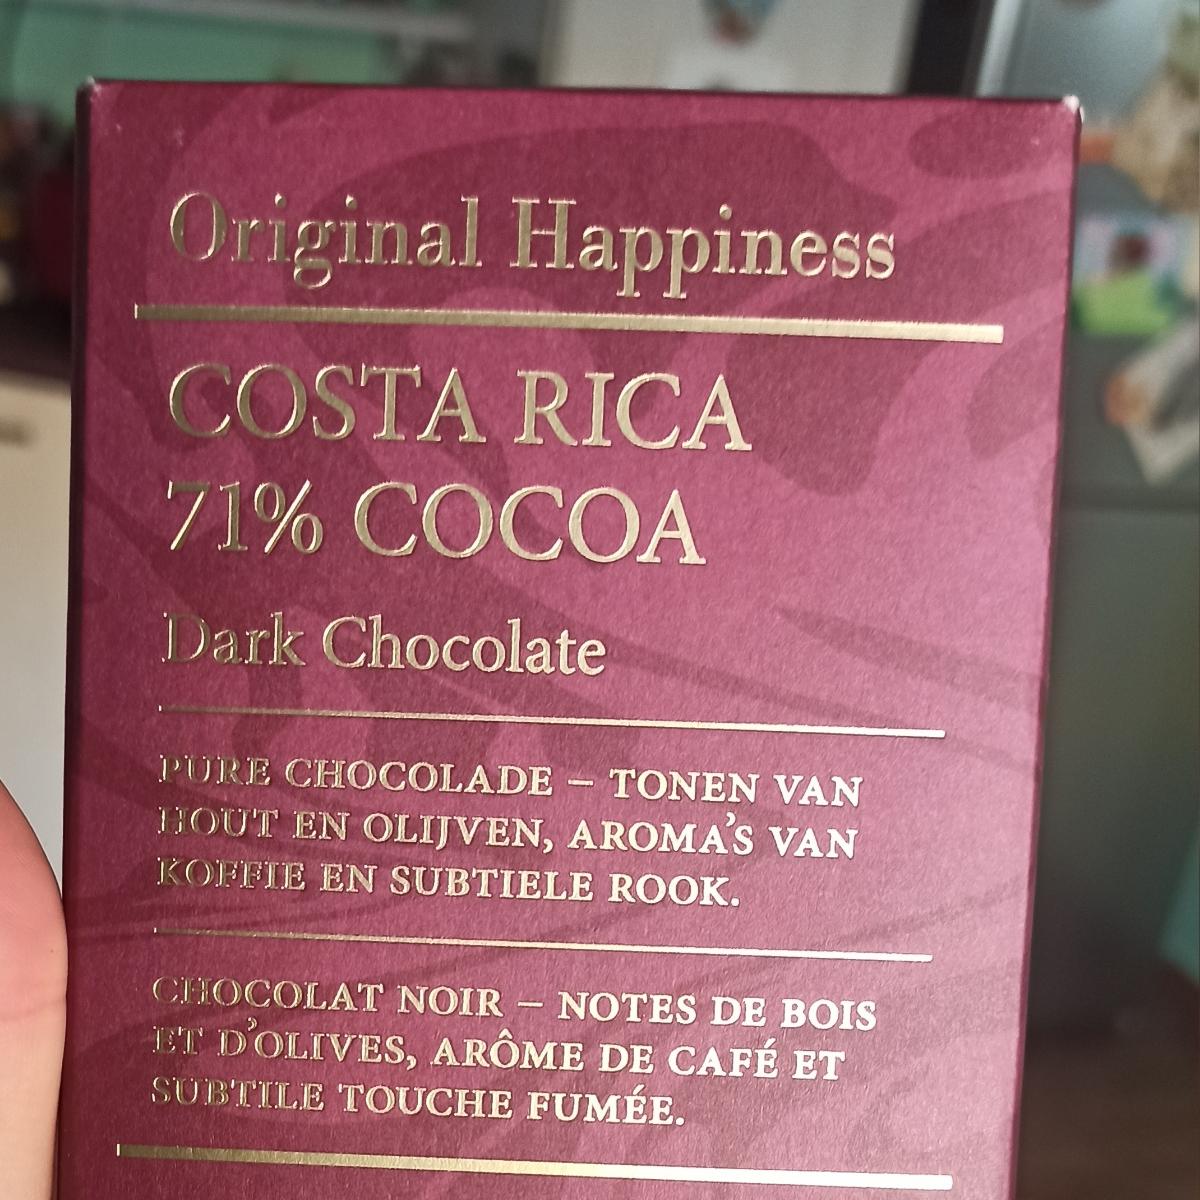 Original Happiness
COSTA RICA
71% COCOA
Dark Chocolate
PURE CHOCOLADE – TONEN VAN
HOUT EN OLIJVEN, AROMA'S VAN
KOFFIE EN SUBTIELE ROOK.
CHOCOLAT NOIR – NOTES DE BOIS
ET D'OLIVES, ARÔME DE CAFÉ ET
SUBTILE TOUCHE FUMÉE.